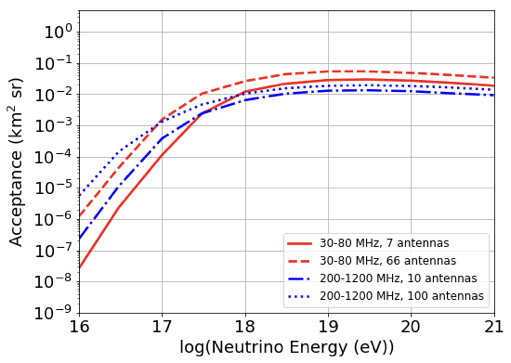 10^0
10^-1
10^-2
10^-3
10^-4
10^-5
10^-6
10^-7
10^-8
10^-9
Acceptance (km^2 sr)
30-80 MHz, 7 antennas
30-80 MHz, 66 antennas
200-1200 MHz, 10 antennas
200-1200 MHz, 100 antennas
16 17 18 19 20 21
log(Neutrino Energy (eV))